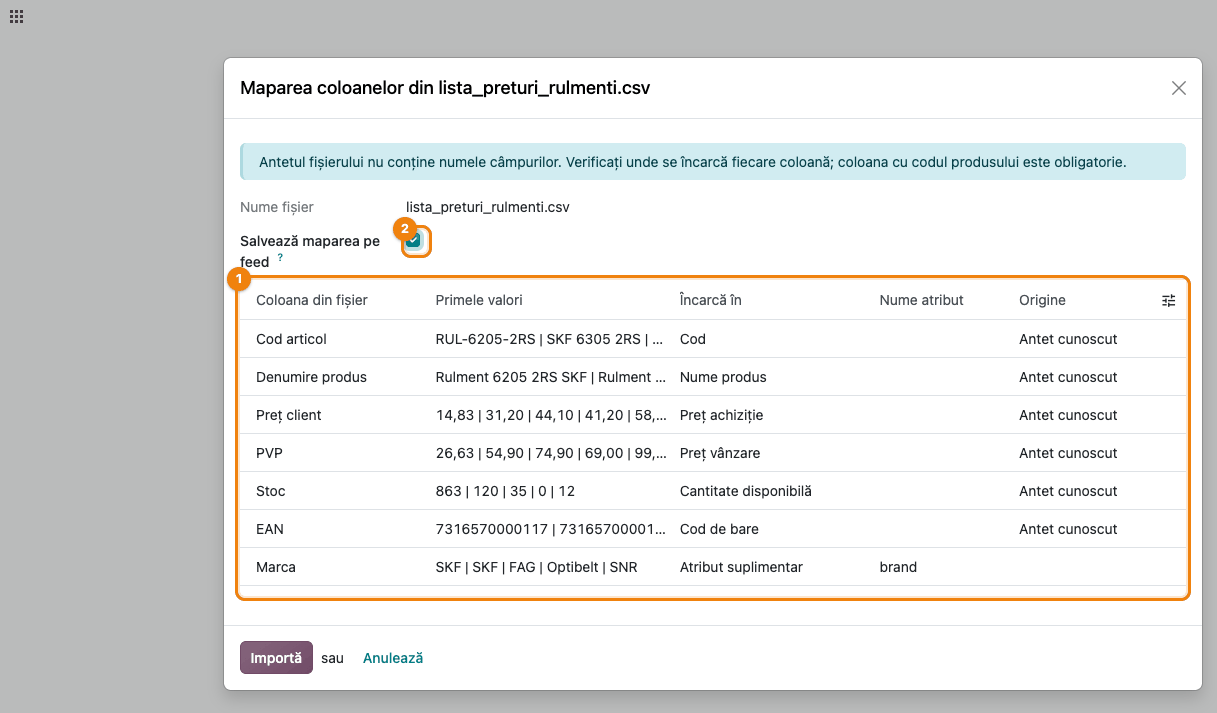 Maparea coloanelor din lista_preturi_rulmenti.csv
Antetul fișierului nu conține numele câmpurilor. Verificați unde se încarcă fiecare coloană; coloana cu codul produsului este obligatorie.
Nume fișier lista_preturi_rulmenti.csv
2
Salvează maparea pe
feed ?
1
Coloana din fișier Primele valori Încarcă în Nume atribut Origine
Cod articol RUL-6205-2RS | SKF 6305 2RS | ... Cod Antet cunoscut
Denumire produs Rulment 6205 2RS SKF | Rulment ... Nume produs Antet cunoscut
Preț client 14,83 | 31,20 | 44,10 | 41,20 | 58,... Preț achiziție Antet cunoscut
PVP 26,63 | 54,90 | 74,90 | 69,00 | 99,... Preț vânzare Antet cunoscut
Stoc 863 | 120 | 35 | 0 | 12 Cantitate disponibilă Antet cunoscut
EAN 7316570000117 | 73165700001... Cod de bare Antet cunoscut
Marca SKF | SKF | FAG | Optibelt | SNR Atribut suplimentar brand
Importă sau Anulează